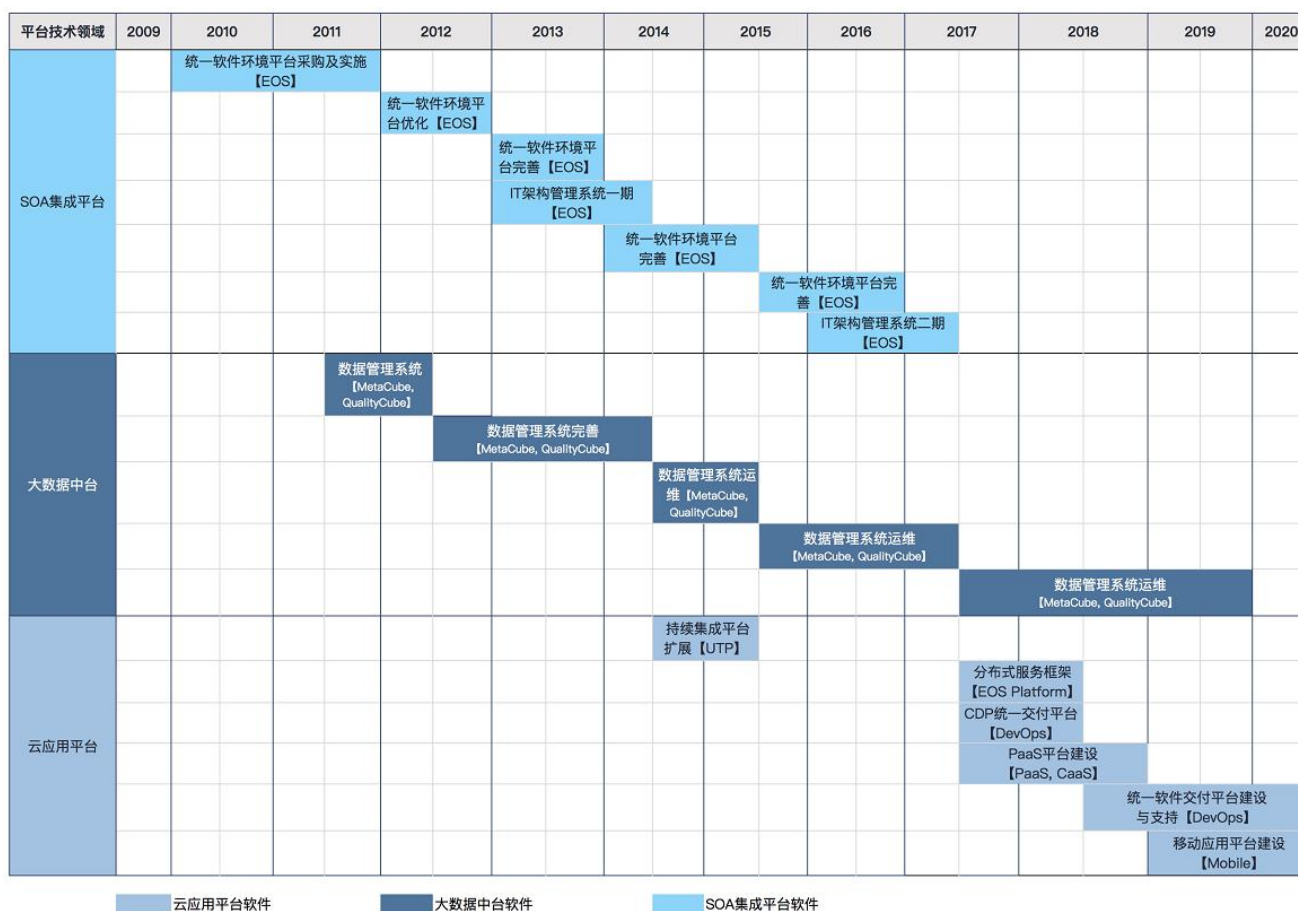 平台技术领域 2009 2010 2011 2012 2013 2014 2015 2016 2017 2018 2019 2020
SOA集成平台
统一软件环境平台采购及实施
【EOS】
统一软件环境平
台优化【EOS】
统一软件环境平
台完善【EOS】
IT架构管理系统一期
【EOS】
统一软件环境平台
完善【EOS】
统一软件环境平台完
善【EOS】
IT架构管理系统二期
【EOS】
大数据中台
数据管理系统
【MetaCube,
QualityCube】
数据管理系统完善
【MetaCube, QualityCube】
数据管理系统运
维【MetaCube,
QualityCube】
数据管理系统运维
【MetaCube, QualityCube】
数据管理系统运维
【MetaCube, QualityCube】
云应用平台
持续集成平台
扩展【UTP】
分布式服务框架
【EOS Platform】
CDP统一交付平台
【DevOps】
PaaS平台建设
【PaaS, CaaS】
统一软件交付平台建设
与支持【DevOps】
移动应用平台建设
【Mobile】
云应用平台软件 大数据中台软件 SOA集成平台软件